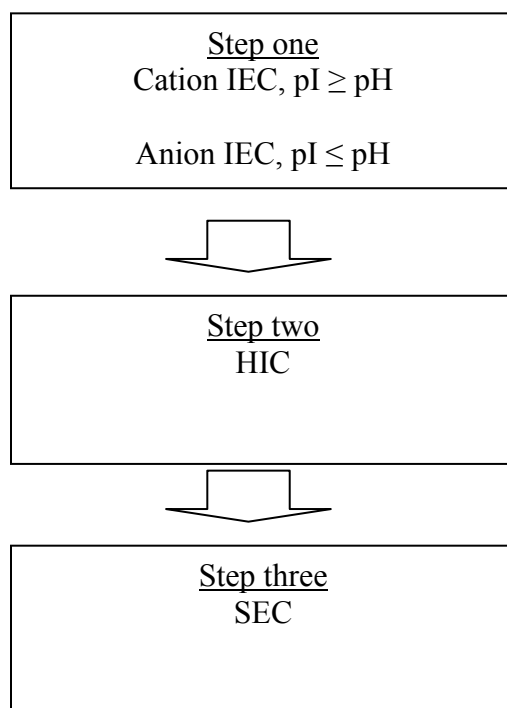 Step one
Cation IEC, pI ≥ pH
Anion IEC, pI ≤ pH
Step two
HIC
Step three
SEC